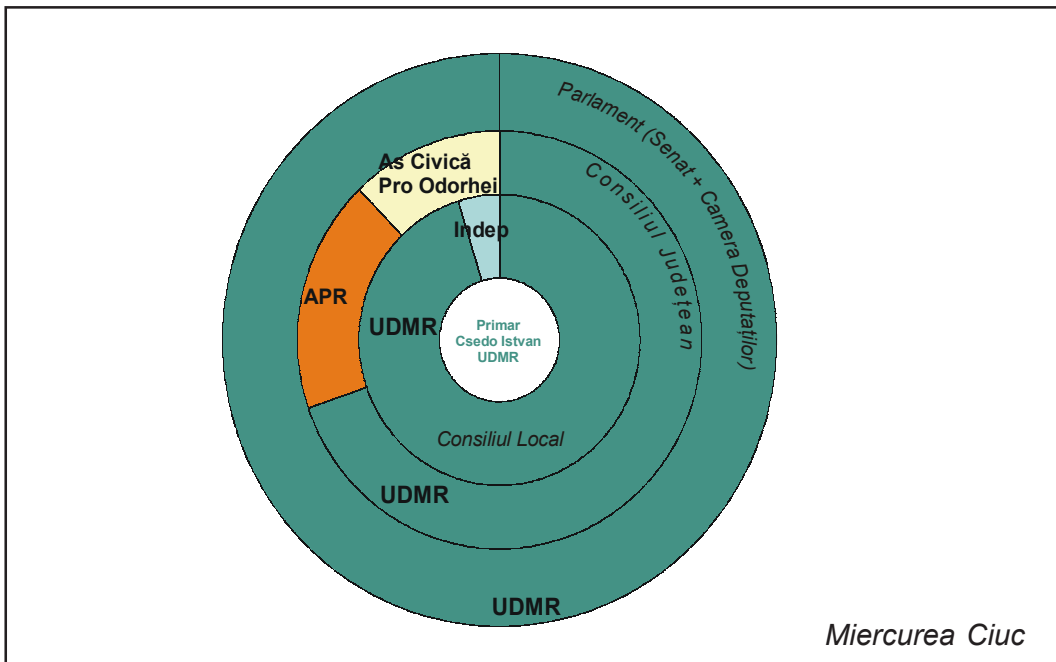 Parlament (Senat + Camera Deputaților)
Consiliul Județean
As Civică
Pro Odorhei
Indep
APR
UDMR
Primar
Csedo Istvan
UDMR
Consiliul Local
UDMR
UDMR
Miercurea Ciuc